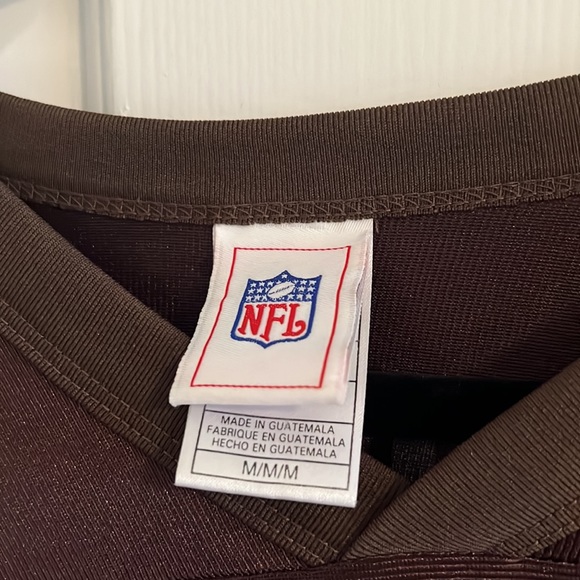 NFL
MADE IN GUATEMALA
FABRIQUE EN GUATEMALA
HECHO EN GUATEMALA
M/M/M